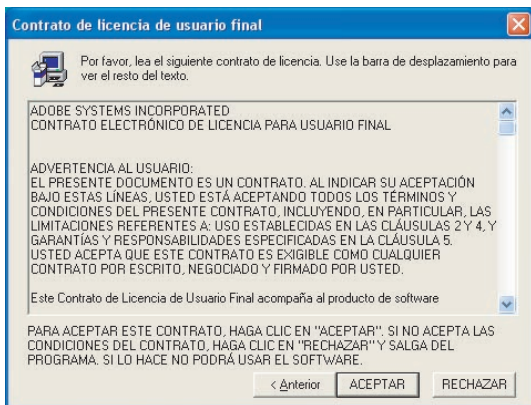 Contrato de licencia de usuario final
Por favor, lea el siguiente contrato de licencia. Use la barra de desplazamiento para
ver el resto del texto.
ADOBE SYSTEMS INCORPORATED
CONTRATO ELECTRÓNICO DE LICENCIA PARA USUARIO FINAL
ADVERTENCIA AL USUARIO:
EL PRESENTE DOCUMENTO ES UN CONTRATO. AL INDICAR SU ACEPTACIÓN
BAJO ESTAS LÍNEAS, USTED ESTÁ ACEPTANDO TODOS LOS TÉRMINOS Y
CONDICIONES DEL PRESENTE CONTRATO, INCLUYENDO, EN PARTICULAR, LAS
LIMITACIONES REFERENTES A: USO ESTABLECIDAS EN LAS CLÁUSULAS 2 Y 4, Y
GARANTÍAS Y RESPONSABILIDADES ESPECIFICADAS EN LA CLÁUSULA 5.
USTED ACEPTA QUE ESTE CONTRATO ES EXIGIBLE COMO CUALQUIER
CONTRATO POR ESCRITO, NEGOCIADO Y FIRMADO POR USTED.
Este Contrato de Licencia de Usuario Final acompaña al producto de software
PARA ACEPTAR ESTE CONTRATO, HAGA CLIC EN "ACEPTAR". SI NO ACEPTA LAS
CONDICIONES DEL CONTRATO, HAGA CLIC EN "RECHAZAR" Y SALGA DEL
PROGRAMA. SI LO HACE NO PODRÁ USAR EL SOFTWARE.
< Anterior ACEPTAR RECHAZAR